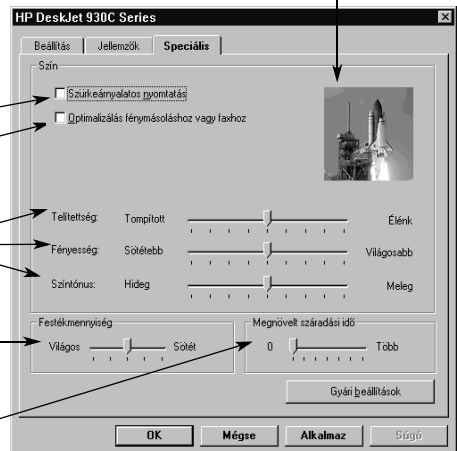 HP DeskJet 930C Series
Beállítás Jellemzők Speciális
Szín
Szürkeárnyalatos nyomtatás
Optimalizálás fénymásoláshoz vagy faxhoz
Telítettség: Tompított Élénk
Fényesség: Sötétebb Világosabb
Színtónus: Hideg Meleg
Festékmennyiség Megnövelt száradási idő
Világos Sötét 0 Több
Gyári beállítások
OK Mégse Alkalmaz Súgó